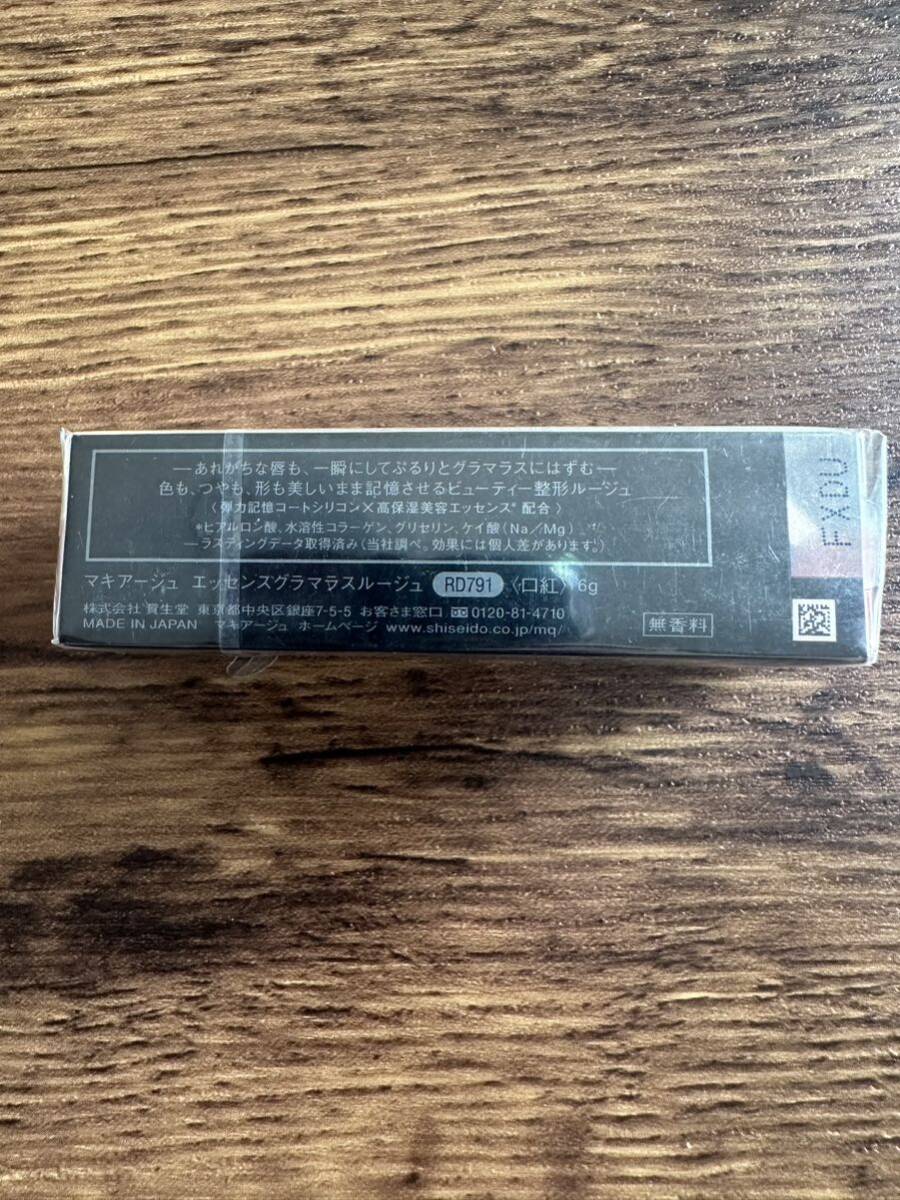 ―あれがちな唇も、一瞬にしてぷるりとグラマラスにはずむ―
色も、つやも、形も美しいまま記憶させるビューティー整形ルージュ
〈弾力記憶コートシリコン×高保湿美容エッセンス*配合〉
*ヒアルロン酸、水溶性コラーゲン、グリセリン、ケイ酸(Na/Mg)
―ラスティングデータ取得済み(当社調べ。効果には個人差があります。)
マキアージュ エッセンスグラマラスルージュ RD791 〈口紅〉 6g
株式会社 資生堂 東京都中央区銀座7-5-5 お客さま窓口 0120-81-4710
MADE IN JAPAN マキアージュ ホームページ www.shiseido.co.jp/mq/
無香料